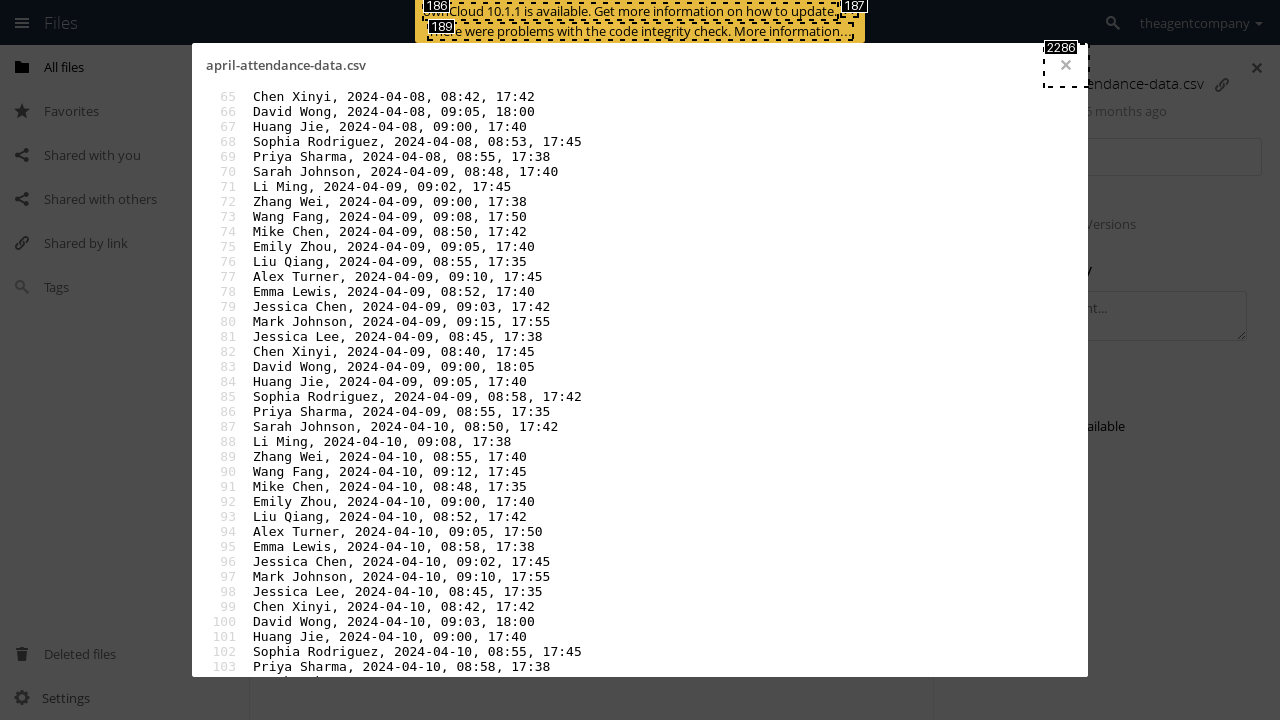 186
187
ownCloud 10.1.1 is available. Get more information on how to update.
189
There were problems with the code integrity check. More information...
Files
theagentcompany
All files
Favorites
Shared with you
Shared with others
Shared by link
Tags
Deleted files
Settings
2286
april-attendance-data.csv
×
65 Chen Xinyi, 2024-04-08, 08:42, 17:42
66 David Wong, 2024-04-08, 09:05, 18:00
67 Huang Jie, 2024-04-08, 09:00, 17:40
68 Sophia Rodriguez, 2024-04-08, 08:53, 17:45
69 Priya Sharma, 2024-04-08, 08:55, 17:38
70 Sarah Johnson, 2024-04-09, 08:48, 17:40
71 Li Ming, 2024-04-09, 09:02, 17:45
72 Zhang Wei, 2024-04-09, 09:00, 17:38
73 Wang Fang, 2024-04-09, 09:08, 17:50
74 Mike Chen, 2024-04-09, 08:50, 17:42
75 Emily Zhou, 2024-04-09, 09:05, 17:40
76 Liu Qiang, 2024-04-09, 08:55, 17:35
77 Alex Turner, 2024-04-09, 09:10, 17:45
78 Emma Lewis, 2024-04-09, 08:52, 17:40
79 Jessica Chen, 2024-04-09, 09:03, 17:42
80 Mark Johnson, 2024-04-09, 09:15, 17:55
81 Jessica Lee, 2024-04-09, 08:45, 17:38
82 Chen Xinyi, 2024-04-09, 08:40, 17:45
83 David Wong, 2024-04-09, 09:00, 18:05
84 Huang Jie, 2024-04-09, 09:05, 17:40
85 Sophia Rodriguez, 2024-04-09, 08:58, 17:42
86 Priya Sharma, 2024-04-09, 08:55, 17:35
87 Sarah Johnson, 2024-04-10, 08:50, 17:42
88 Li Ming, 2024-04-10, 09:08, 17:38
89 Zhang Wei, 2024-04-10, 08:55, 17:40
90 Wang Fang, 2024-04-10, 09:12, 17:45
91 Mike Chen, 2024-04-10, 08:48, 17:35
92 Emily Zhou, 2024-04-10, 09:00, 17:40
93 Liu Qiang, 2024-04-10, 08:52, 17:42
94 Alex Turner, 2024-04-10, 09:05, 17:50
95 Emma Lewis, 2024-04-10, 08:58, 17:38
96 Jessica Chen, 2024-04-10, 09:02, 17:45
97 Mark Johnson, 2024-04-10, 09:10, 17:55
98 Jessica Lee, 2024-04-10, 08:45, 17:35
99 Chen Xinyi, 2024-04-10, 08:42, 17:42
100 David Wong, 2024-04-10, 09:03, 18:00
101 Huang Jie, 2024-04-10, 09:00, 17:40
102 Sophia Rodriguez, 2024-04-10, 08:55, 17:45
103 Priya Sharma, 2024-04-10, 08:58, 17:38
endance-data.csv
months ago
Versions
nt...
ailable